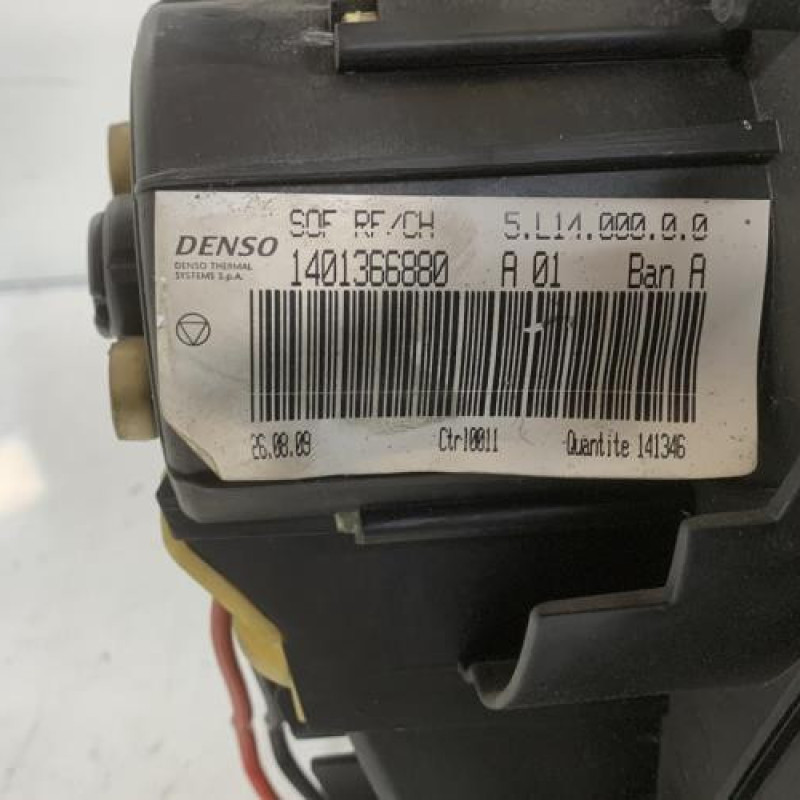 SOF RF/CH 5.L14.000.0.0
DENSO
DENSO THERMAL
SYSTEMS S.p.A.
1401366880 A 01 Ban A
26.08.09 Ctr10011 Quantite 141346